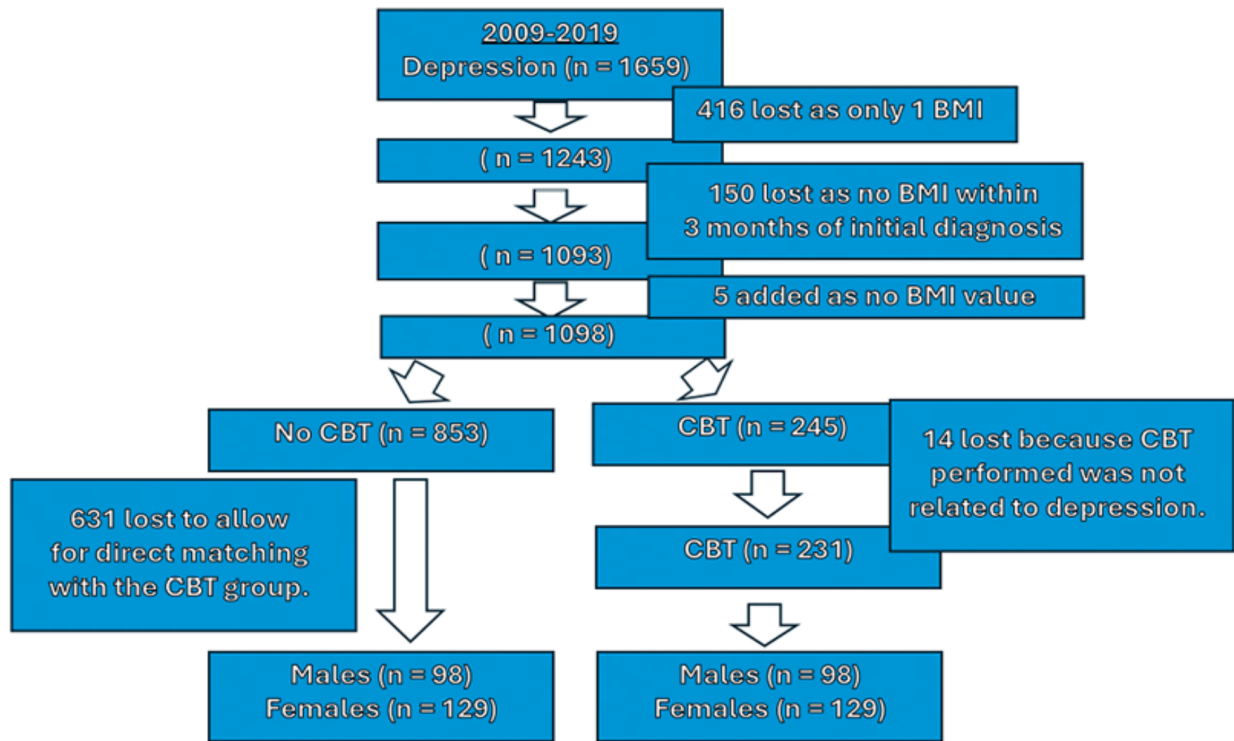 2009-2019
Depression (n = 1659)
416 lost as only 1 BMI
( n = 1243)
150 lost as no BMI within
3 months of initial diagnosis
( n = 1093)
5 added as no BMI value
( n = 1098)
No CBT (n = 853)
CBT (n = 245)
14 lost because CBT
performed was not
related to depression.
631 lost to allow
for direct matching
with the CBT group.
CBT (n = 231)
Males (n = 98)
Females (n = 129)
Males (n = 98)
Females (n = 129)